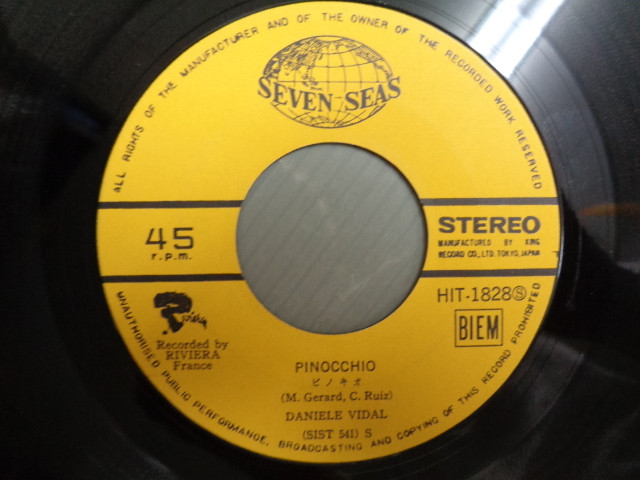 ALL RIGHTS OF THE MANUFACTURER AND OF THE OWNER OF THE RECORDED WORK RESERVED
SEVEN SEAS
45
r.p.m.
STEREO
MANUFACTURED BY KING
RECORD CO., LTD. TOKYO, JAPAN
HIT-1828Ⓢ
BIEM
Riviera
Recorded by
RIVIERA
France
PINOCCHIO
ピノキオ
(M. Gerard, C. Ruiz)
DANIELE VIDAL
(SIST 541) S
UNAUTHORISED PUBLIC PERFORMANCE, BROADCASTING AND COPYING OF THIS RECORD PROHIBITED